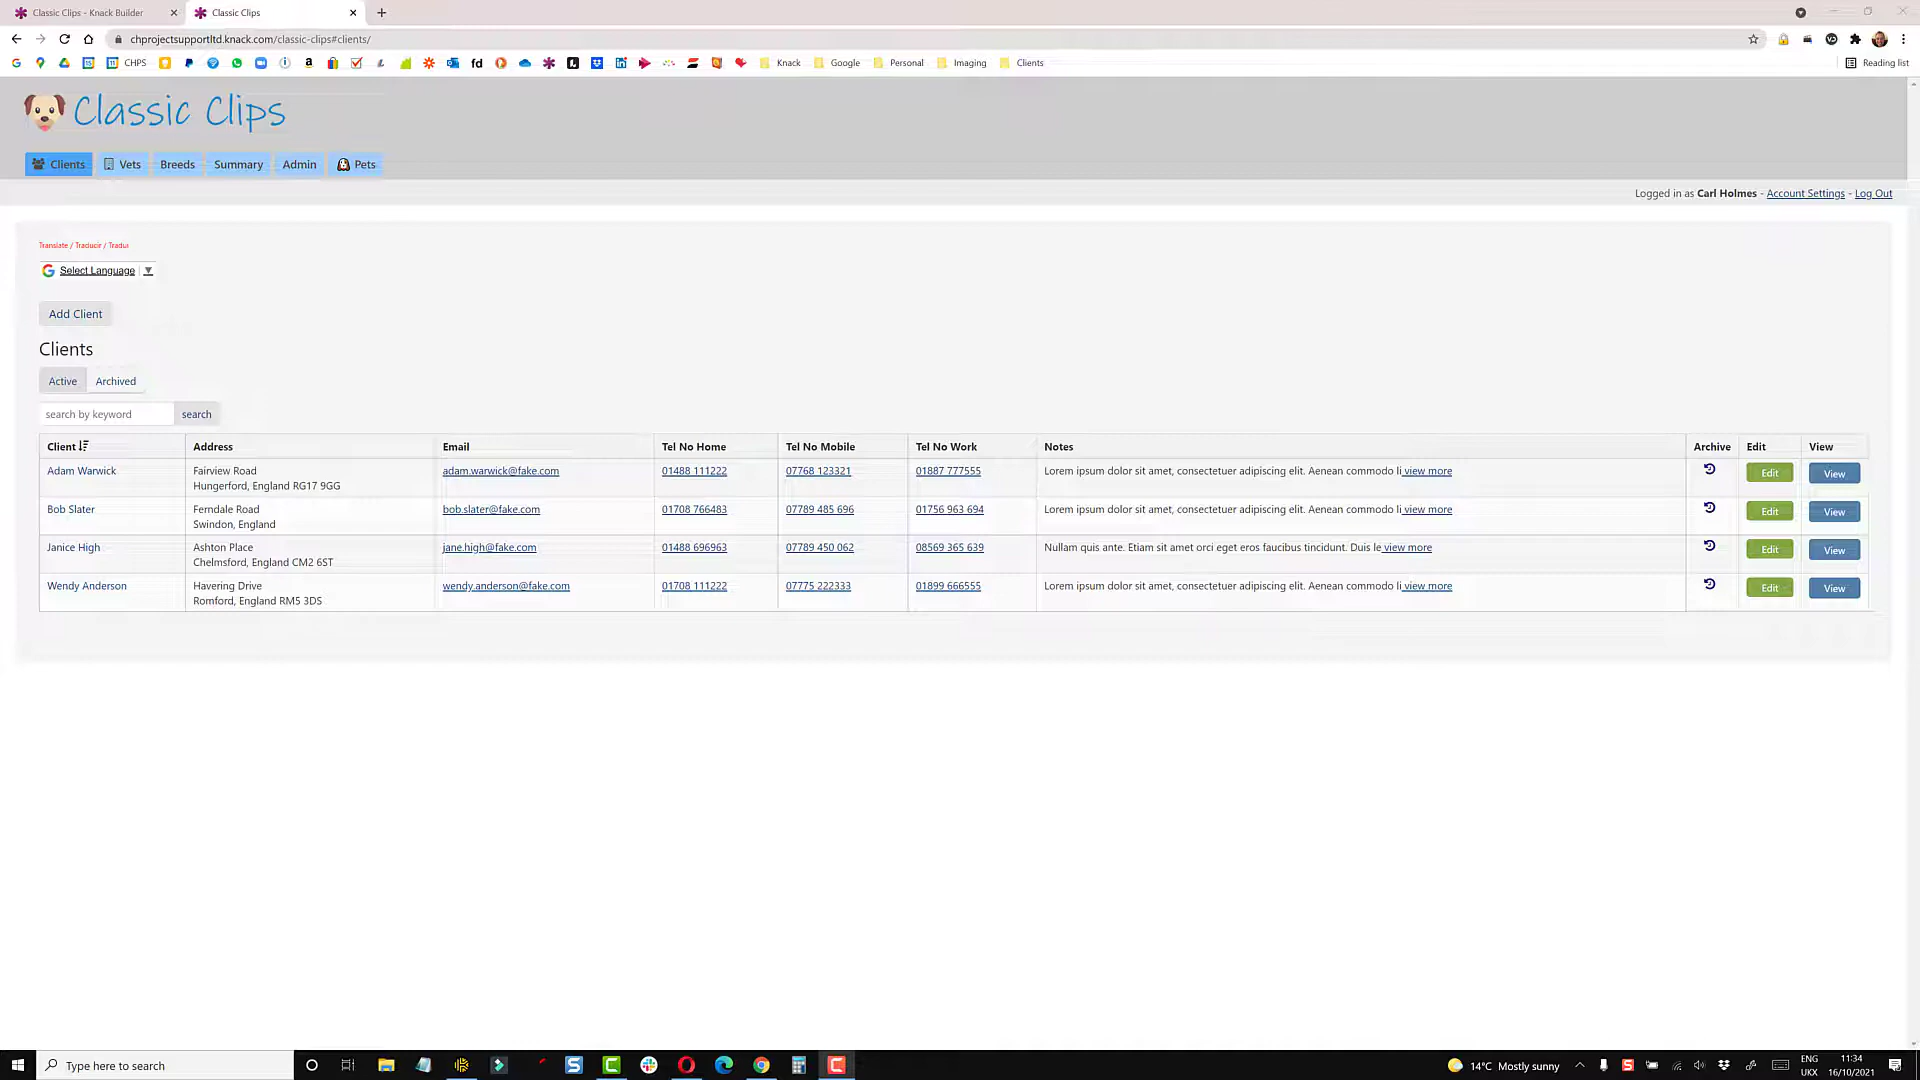 Classic Clips - Knack Builder
Classic Clips
chprojectsupportltd.knack.com/classic-clips#clients/
CHPS
Knack
Google
Personal
Imaging
Clients
Reading list
Classic Clips
Clients
Vets
Breeds
Summary
Admin
Pets
Logged in as Carl Holmes - Account Settings - Log Out
Translate / Traducir / Tradui
Select Language
Add Client
Clients
Active
Archived
search by keyword
search
Client Address Email Tel No Home Tel No Mobile Tel No Work Notes Archive Edit View
Adam Warwick Fairview Road adam.warwick@fake.com 01488 111222 07768 123321 01887 777555 Lorem ipsum dolor sit amet, consectetuer adipiscing elit. Aenean commodo li view more Edit View
Hungerford, England RG17 9GG
Bob Slater Ferndale Road bob.slater@fake.com 01708 766483 07789 485 696 01756 963 694 Lorem ipsum dolor sit amet, consectetuer adipiscing elit. Aenean commodo li view more Edit View
Swindon, England
Janice High Ashton Place jane.high@fake.com 01488 696963 07789 450 062 08569 365 639 Nullam quis ante. Etiam sit amet orci eget eros faucibus tincidunt. Duis le view more Edit View
Chelmsford, England CM2 6ST
Wendy Anderson Havering Drive wendy.anderson@fake.com 01708 111222 07775 222333 01899 666555 Lorem ipsum dolor sit amet, consectetuer adipiscing elit. Aenean commodo li view more Edit View
Romford, England RM5 3DS
Type here to search
14°C Mostly sunny
ENG
UKX
11:34
16/10/2021